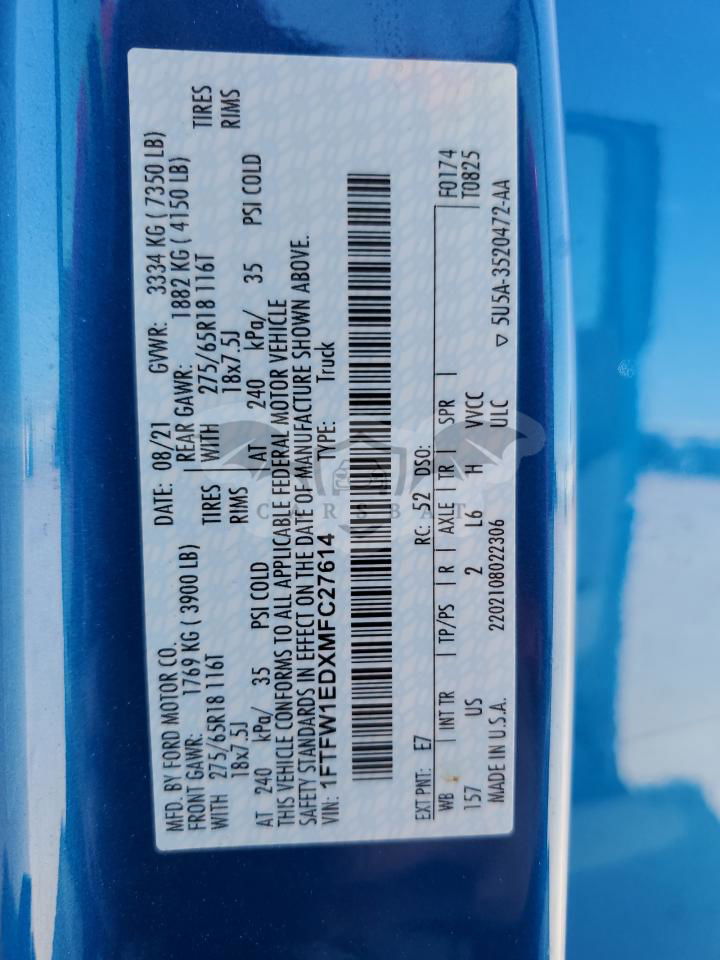 MFD. BY FORD MOTOR CO. DATE: 08/21 GVWR: 3334 KG ( 7350 LB)
FRONT GAWR: 1769 KG ( 3900 LB) REAR GAWR: 1882 KG ( 4150 LB)
WITH 275/65R18 116T TIRES WITH 275/65R18 116T TIRES
18x7.5J RIMS 18x7.5J RIMS
AT 240 kPa/ 35 PSI COLD AT 240 kPa/ 35 PSI COLD
THIS VEHICLE CONFORMS TO ALL APPLICABLE FEDERAL MOTOR VEHICLE
SAFETY STANDARDS IN EFFECT ON THE DATE OF MANUFACTURE SHOWN ABOVE.
VIN: 1FTFW1EDXMFC27614 TYPE: Truck
EXT PNT: E7 RC: 52 DSO:
WB INT TR TP/PS R AXLE TR SPR F0174
157 US 2 L6 H VVCC T0825
MADE IN U.S.A. 2202108022306 ULC
▽ 5U5A-3520472-AA
CARSBAT